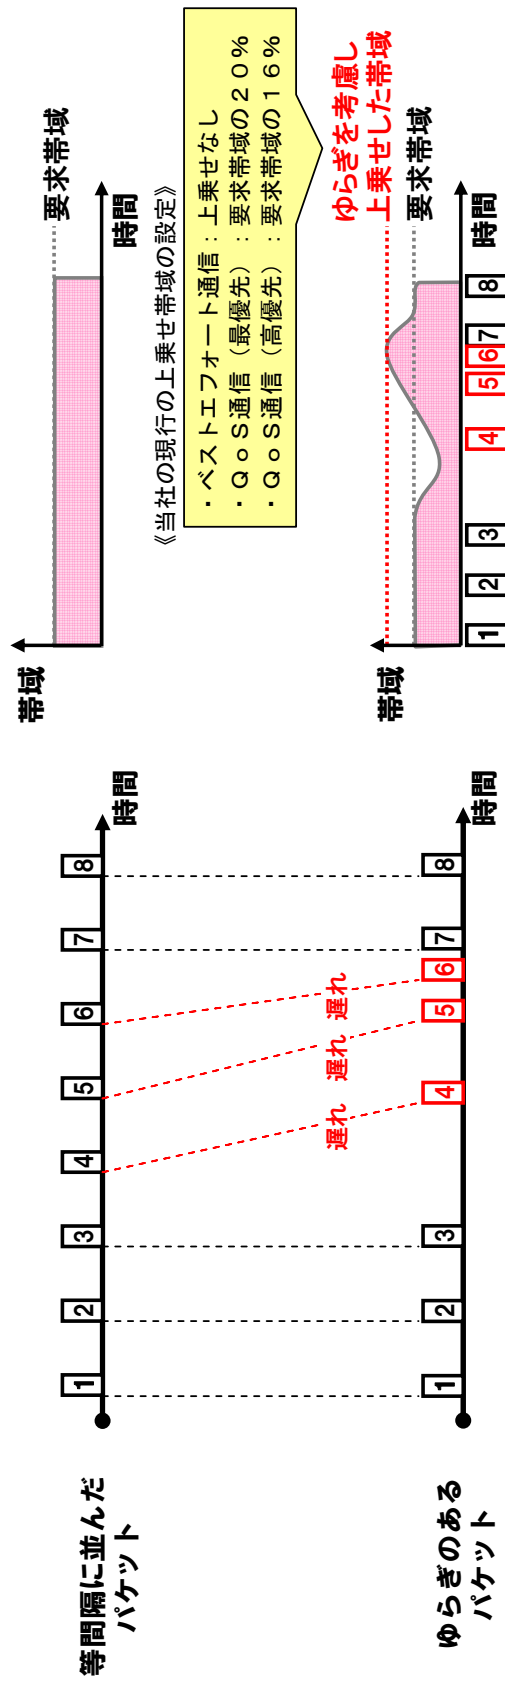 等間隔に並んだ
パケット
1 2 3 4 5 6 7 8
時間
遅れ 遅れ 遅れ
ゆらぎのある
パケット
1 2 3 4 5 6 7 8
時間
帯域
要求帯域
時間
《当社の現行の上乗せ帯域の設定》
・ベストエフォート通信：上乗せなし
・ＱｏＳ通信（最優先）：要求帯域の２０％
・ＱｏＳ通信（高優先）：要求帯域の１６％
ゆらぎを考慮し
上乗せした帯域
帯域
要求帯域
時間
1 2 3 4 5 6 7 8